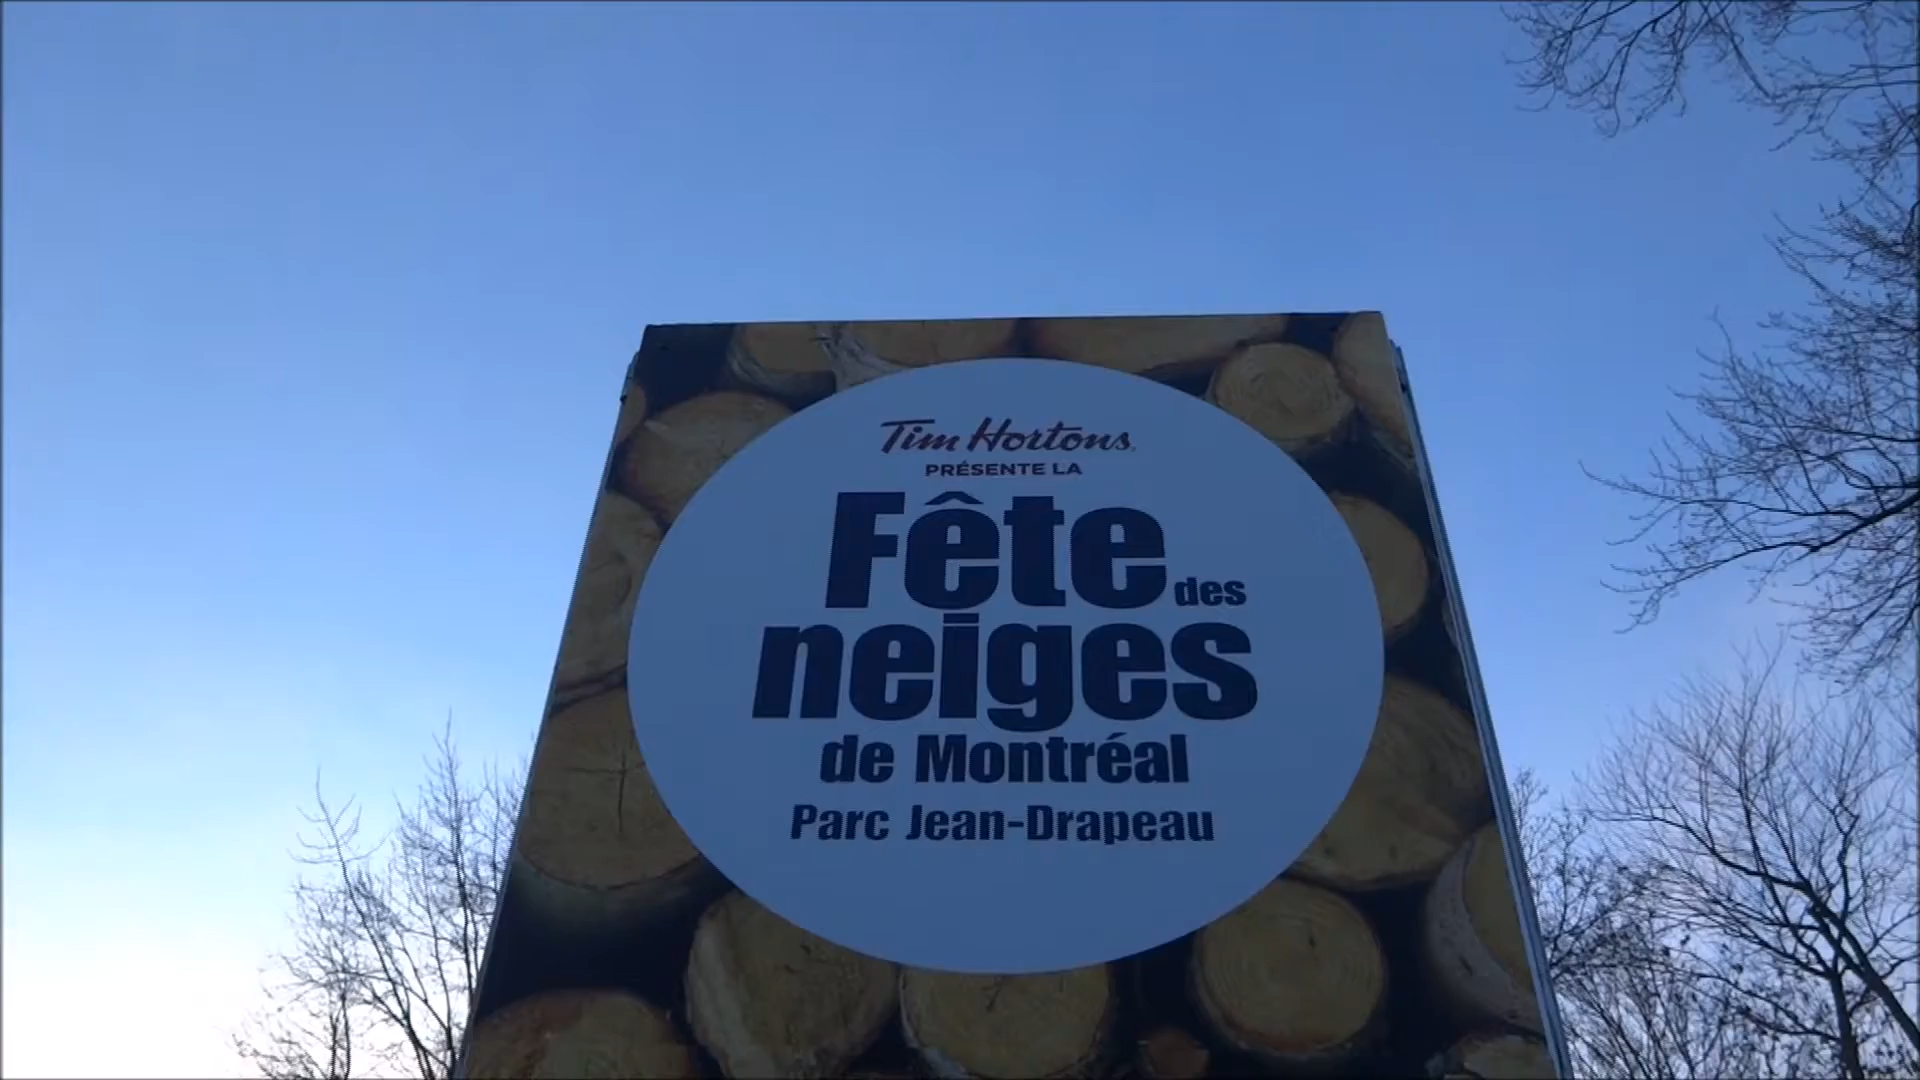 Tim Hortons
PRÉSENTE LA
Fête des
neiges
de Montréal
Parc Jean-Drapeau